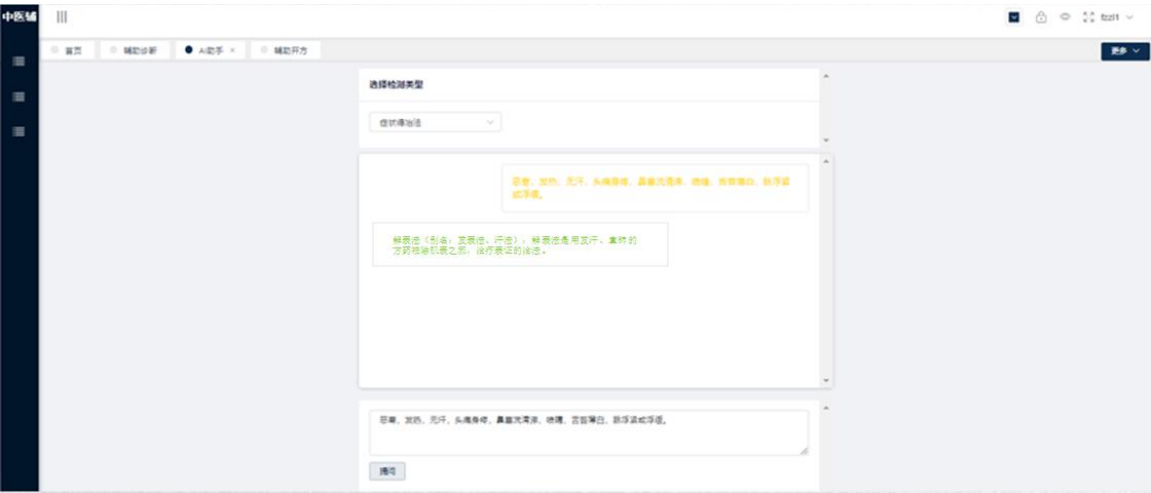 中医辅
fzzl1
首页
辅助诊断
AI助手 ×
辅助开方
更多
选择检测类型
症状得治法
恶寒、发热、无汗、头痛身疼、鼻塞流清涕、喷嚏、舌苔薄白、脉浮紧
或浮缓。
解表法(别名:发表法、汗法):解表法是用发汗、宣肺的
方药祛除肌表之邪,治疗表证的治法。
恶寒、发热、无汗、头痛身疼、鼻塞流清涕、喷嚏、舌苔薄白、脉浮紧或浮缓。
提问